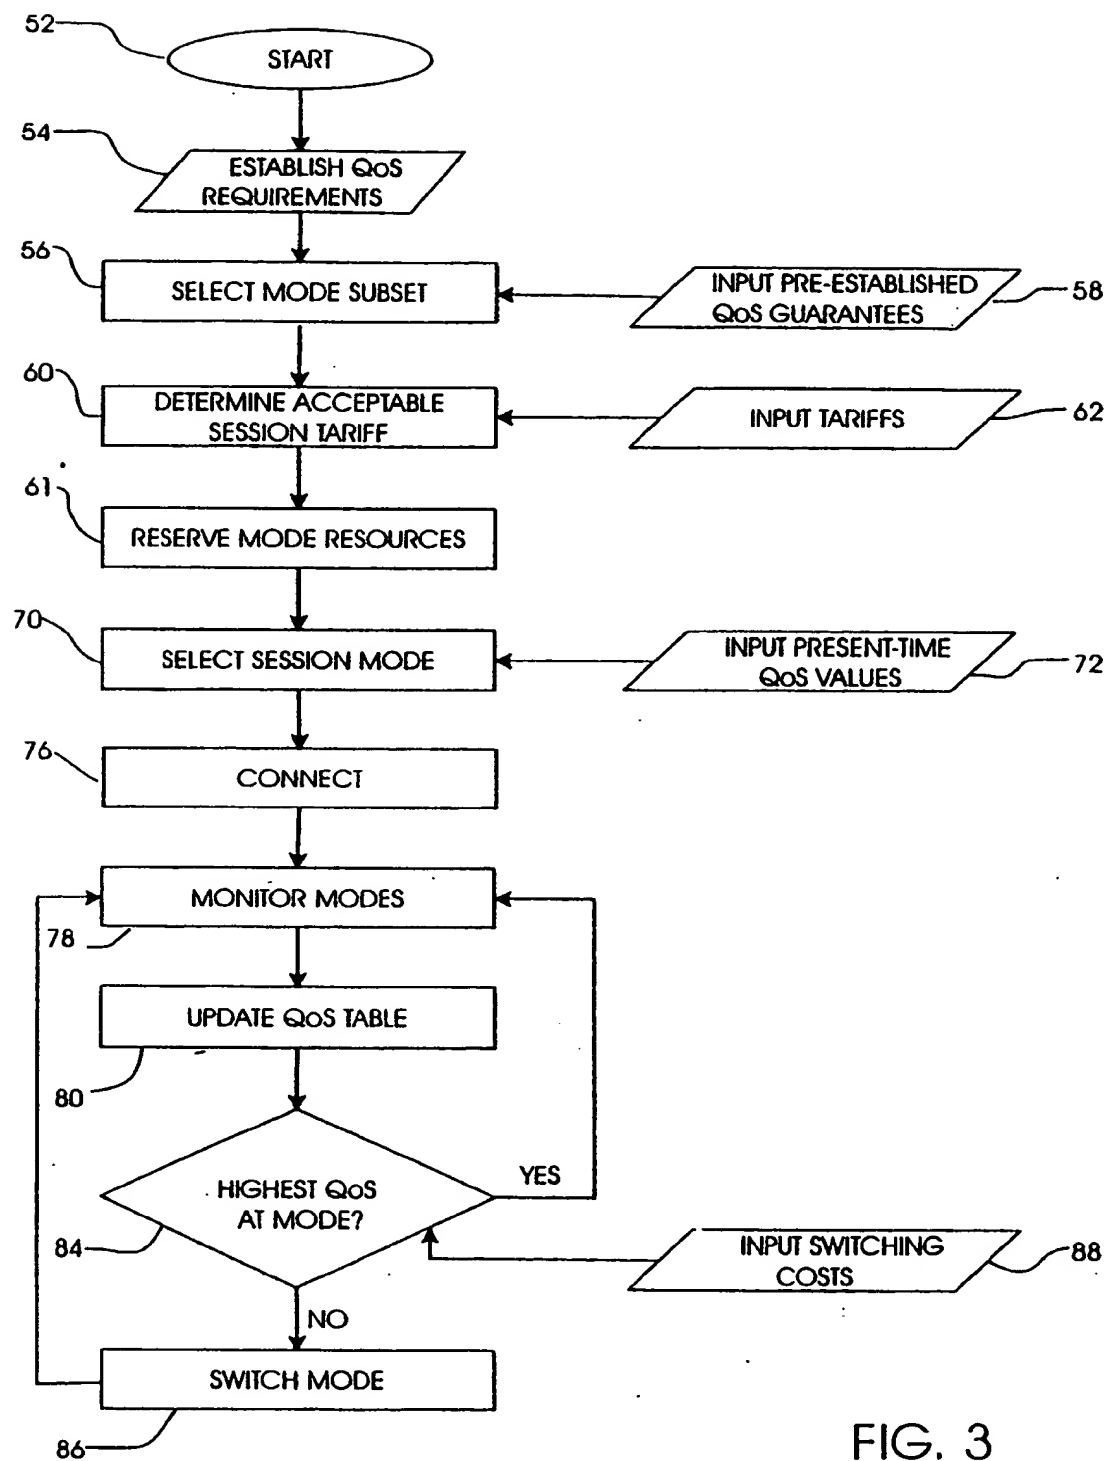 52
START
54
ESTABLISH QoS
REQUIREMENTS
56
SELECT MODE SUBSET
INPUT PRE-ESTABLISHED
QoS GUARANTEES
58
60
DETERMINE ACCEPTABLE
SESSION TARIFF
INPUT TARIFFS
62
61
RESERVE MODE RESOURCES
70
SELECT SESSION MODE
INPUT PRESENT-TIME
QoS VALUES
72
76
CONNECT
MONITOR MODES
78
UPDATE QoS TABLE
80
HIGHEST QoS
AT MODE?
YES
84
INPUT SWITCHING
COSTS
88
NO
SWITCH MODE
86
FIG. 3